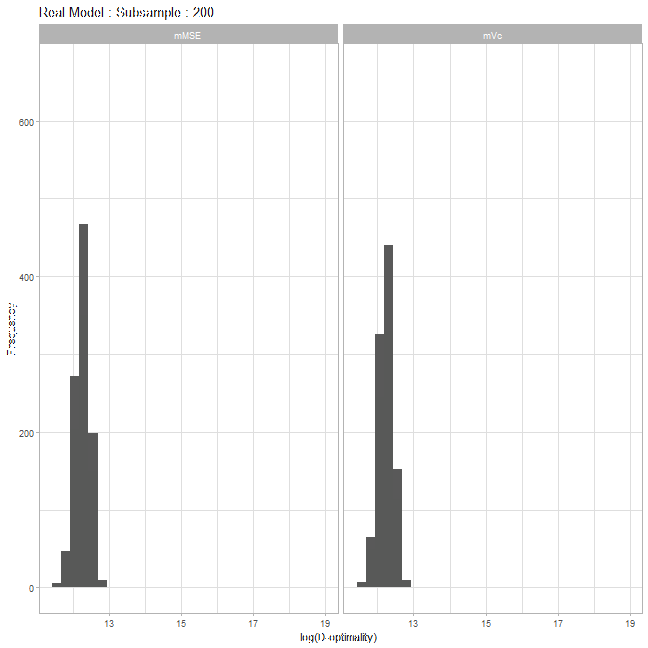 Real Model : Subsample : 200
mMSE mVc
600
400
200
0
Frequency
13 15 17 19 13 15 17 19
log(D-optimality)